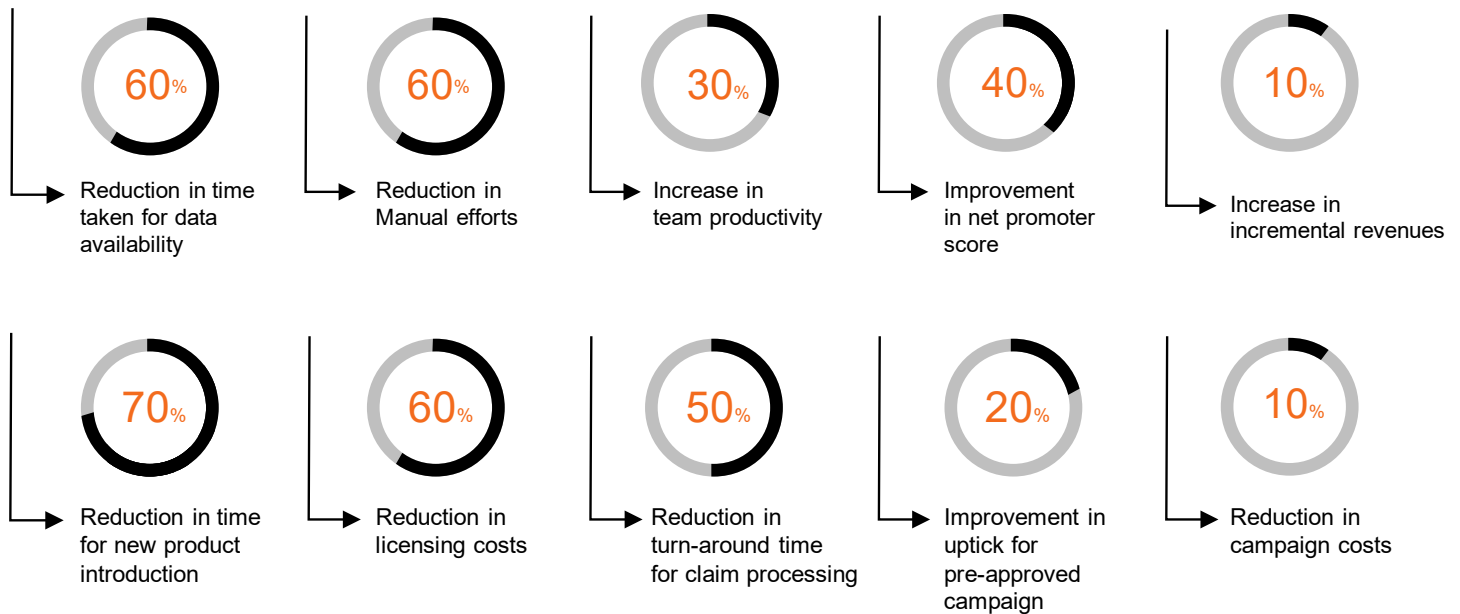 60%
Reduction in time
taken for data
availability
60%
Reduction in
Manual efforts
30%
Increase in
team productivity
40%
Improvement
in net promoter
score
10%
Increase in
incremental revenues
70%
Reduction in time
for new product
introduction
60%
Reduction in
licensing costs
50%
Reduction in
turn-around time
for claim processing
20%
Improvement in
uptick for
pre-approved
campaign
10%
Reduction in
campaign costs